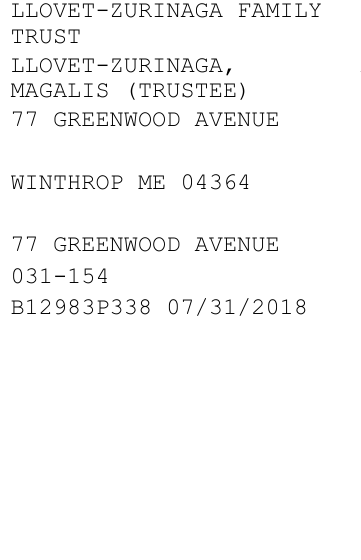 LLOVET-ZURINAGA FAMILY
TRUST
LLOVET-ZURINAGA,
MAGALIS (TRUSTEE)
77 GREENWOOD AVENUE
WINTHROP ME 04364
77 GREENWOOD AVENUE
031-154
B12983P338 07/31/2018